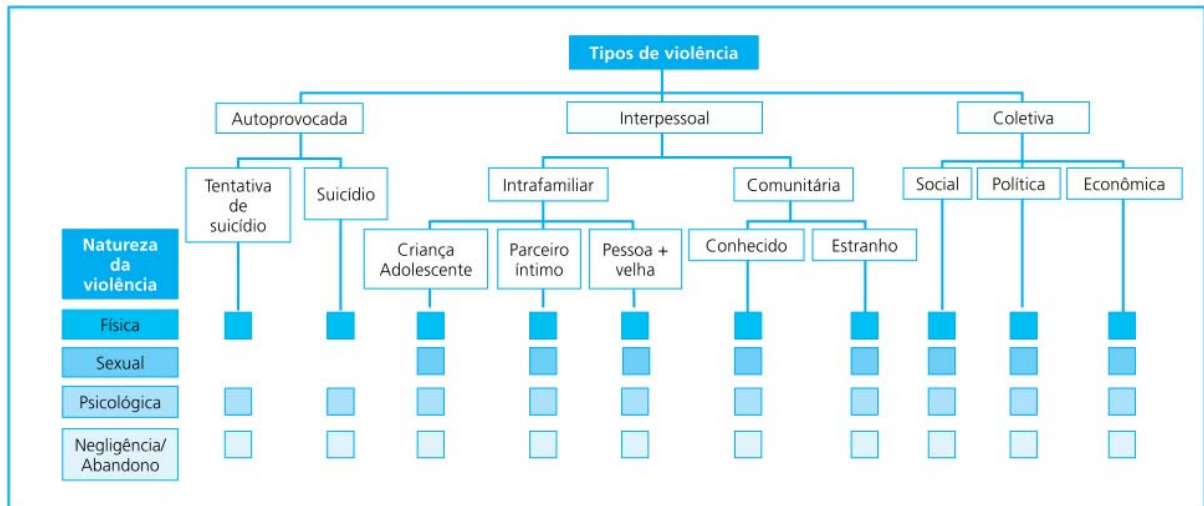 Tipos de violência
Autoprovocada
Interpessoal
Coletiva
Tentativa
de
suicídio
Suicídio
Intrafamiliar
Comunitária
Social
Política
Econômica
Criança
Adolescente
Parceiro
íntimo
Pessoa +
velha
Conhecido
Estranho
Natureza
da
violência
Física
Sexual
Psicológica
Negligência/
Abandono